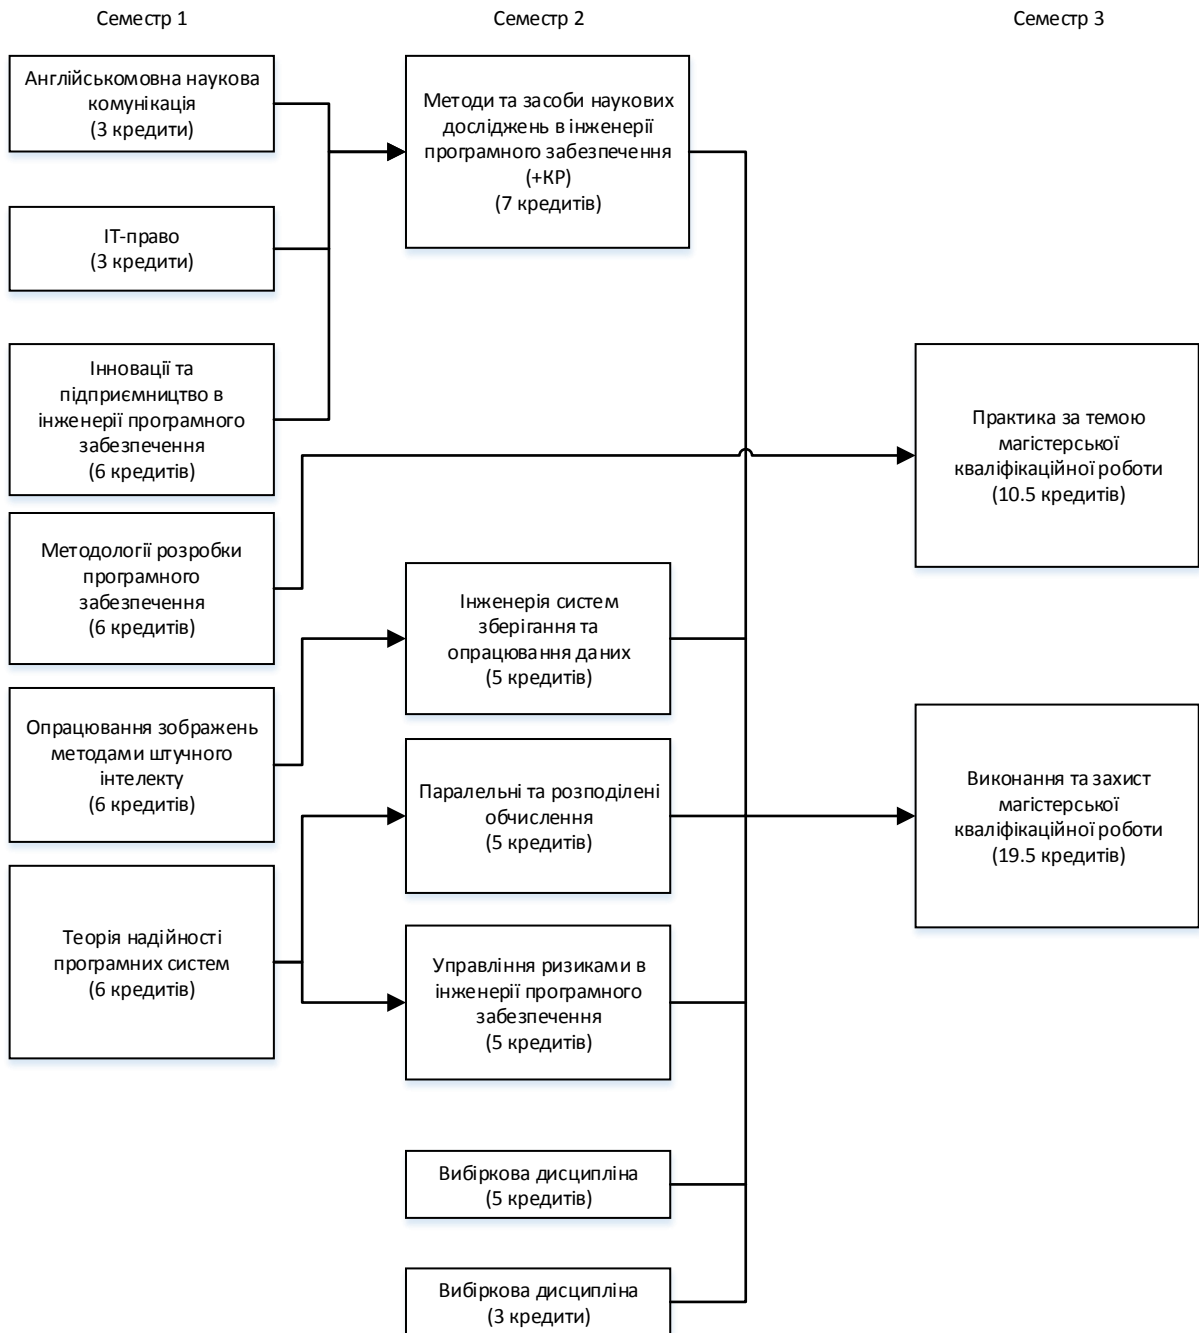 Семестр 1
Семестр 2
Семестр 3
Англійськомовна наукова
комунікація
(3 кредити)
ІТ-право
(3 кредити)
Інновації та
підприємництво в
інженерії програмного
забезпечення
(6 кредитів)
Методології розробки
програмного
забезпечення
(6 кредитів)
Опрацювання зображень
методами штучного
інтелекту
(6 кредитів)
Теорія надійності
програмних систем
(6 кредитів)
Методи та засоби наукових
досліджень в інженерії
програмного забезпечення
(+КР)
(7 кредитів)
Інженерія систем
зберігання та
опрацювання даних
(5 кредитів)
Паралельні та розподілені
обчислення
(5 кредитів)
Управління ризиками в
інженерії програмного
забезпечення
(5 кредитів)
Вибіркова дисципліна
(5 кредитів)
Вибіркова дисципліна
(3 кредити)
Практика за темою
магістерської
кваліфікаційної роботи
(10.5 кредитів)
Виконання та захист
магістерської
кваліфікаційної роботи
(19.5 кредитів)